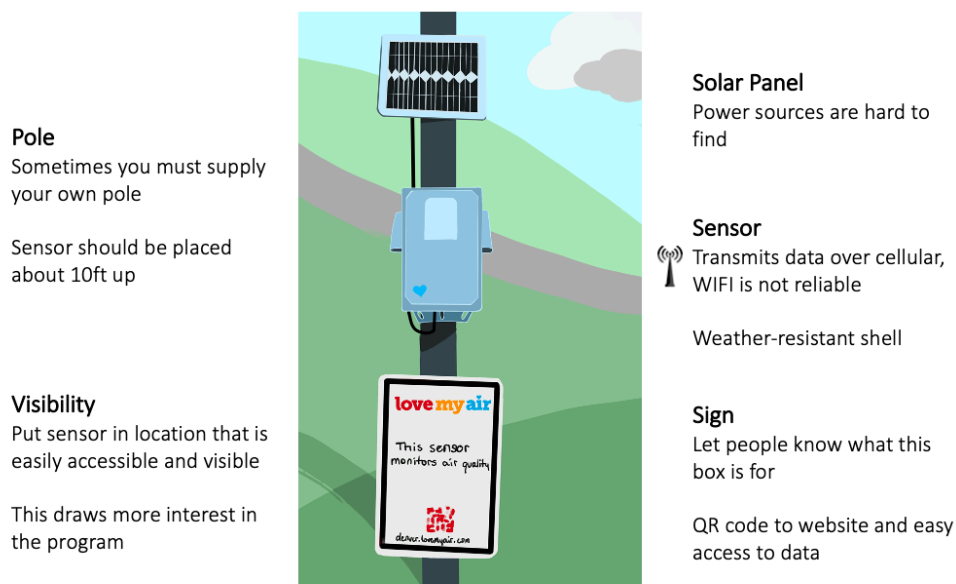 Pole
Sometimes you must supply
your own pole
Sensor should be placed
about 10ft up
Visibility
Put sensor in location that is
easily accessible and visible
This draws more interest in
the program
love my air
This sensor
monitors air quality
denver.lovemyair.com
Solar Panel
Power sources are hard to
find
Sensor
Transmits data over cellular,
WIFI is not reliable
Weather-resistant shell
Sign
Let people know what this
box is for
QR code to website and easy
access to data